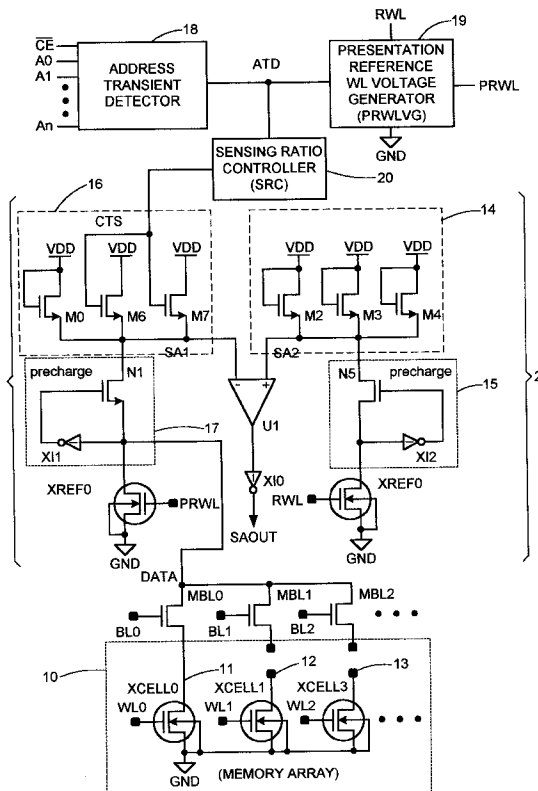 18
RWL
19
CE
A0
A1
An
ADDRESS
TRANSIENT
DETECTOR
ATD
PRESENTATION
REFERENCE
WL VOLTAGE
GENERATOR
(PRWLVG)
PRWL
GND
SENSING RATIO
CONTROLLER
(SRC)
20
16
CTS
14
VDD
VDD
VDD
VDD
VDD
VDD
M0
M6
M7
M2
M3
M4
SA1
SA2
precharge
N1
17
XI1
U1
N5
precharge
15
XI2
2
XI0
XREF0
PRWL
SAOUT
RWL
XREF0
GND
GND
DATA
MBL0
MBL1
MBL2
BL0
BL1
BL2
10
11
12
13
XCELL0
XCELL1
XCELL3
WL0
WL1
WL2
GND
(MEMORY ARRAY)